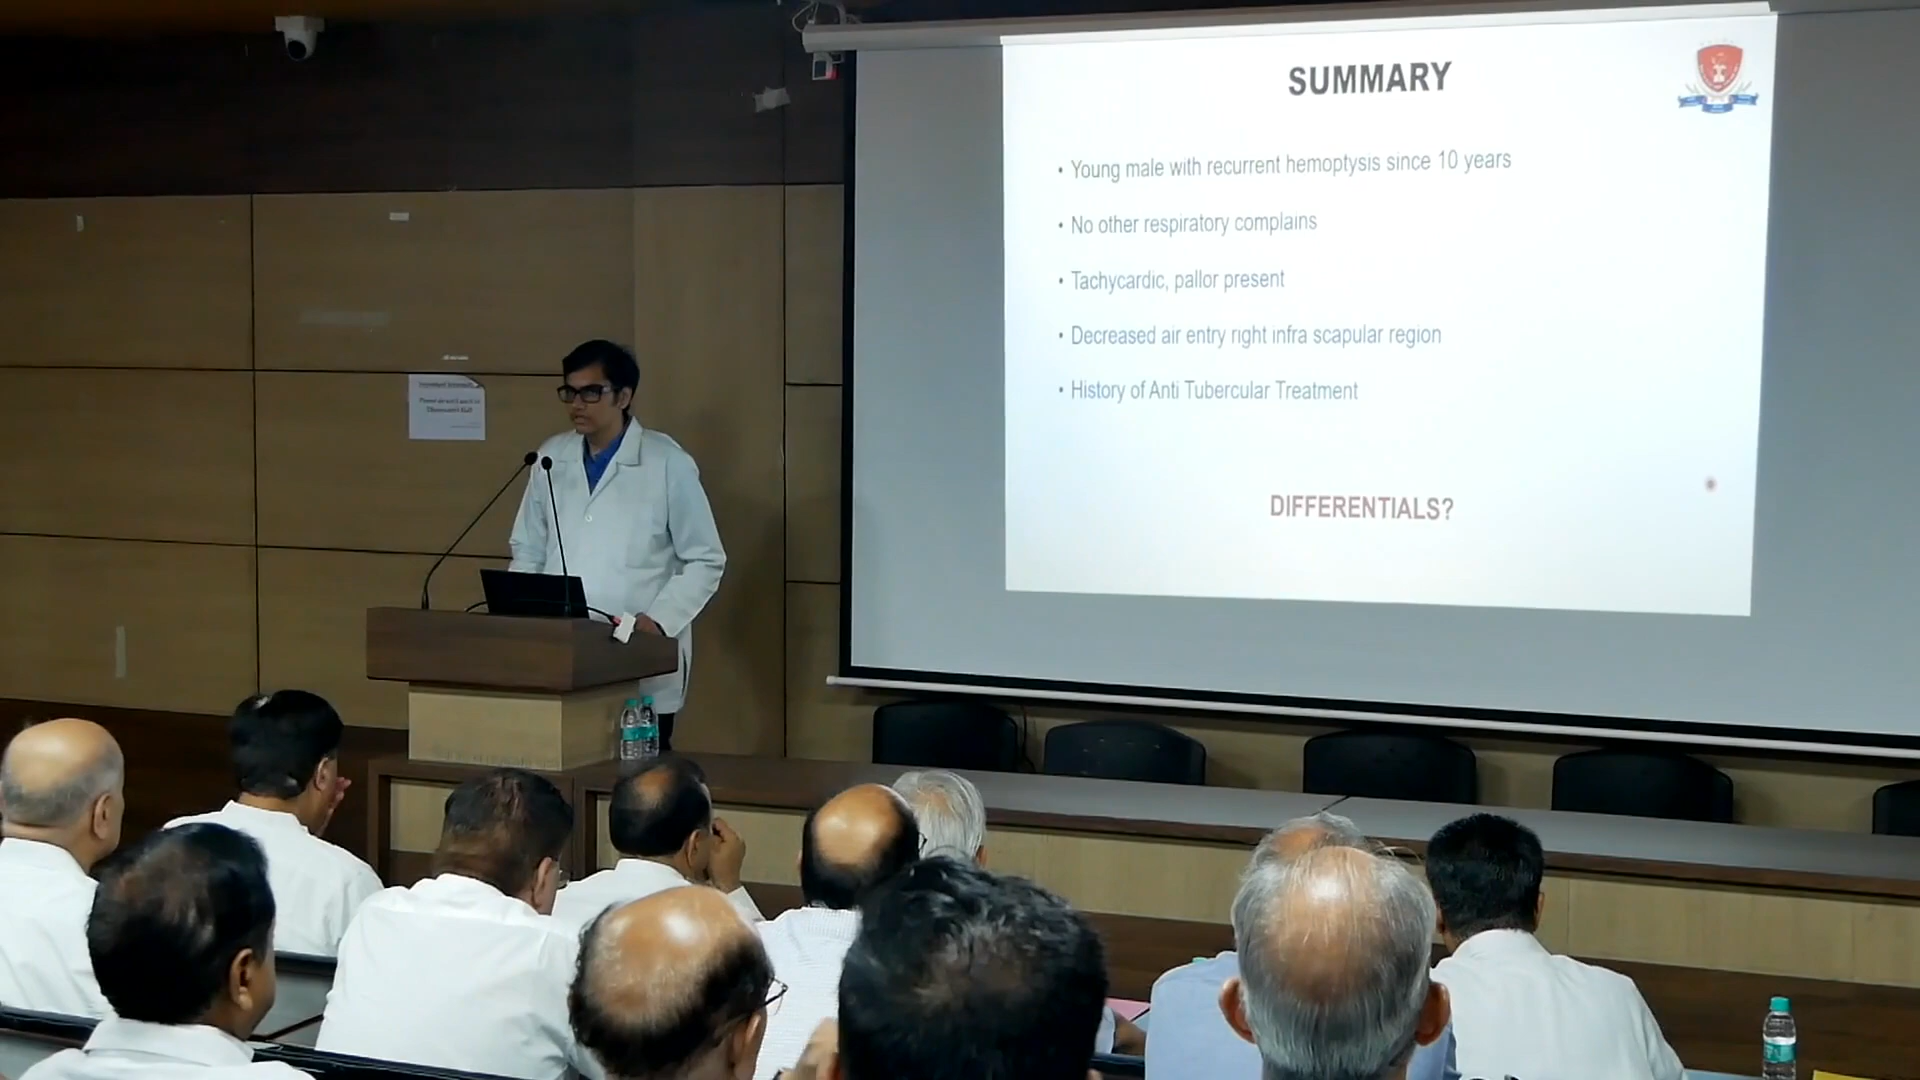 SUMMARY
• Young male with recurrent hemoptysis since 10 years
• No other respiratory complains
• Tachycardic, pallor present
• Decreased air entry right infra scapular region
• History of Anti Tubercular Treatment
DIFFERENTIALS?